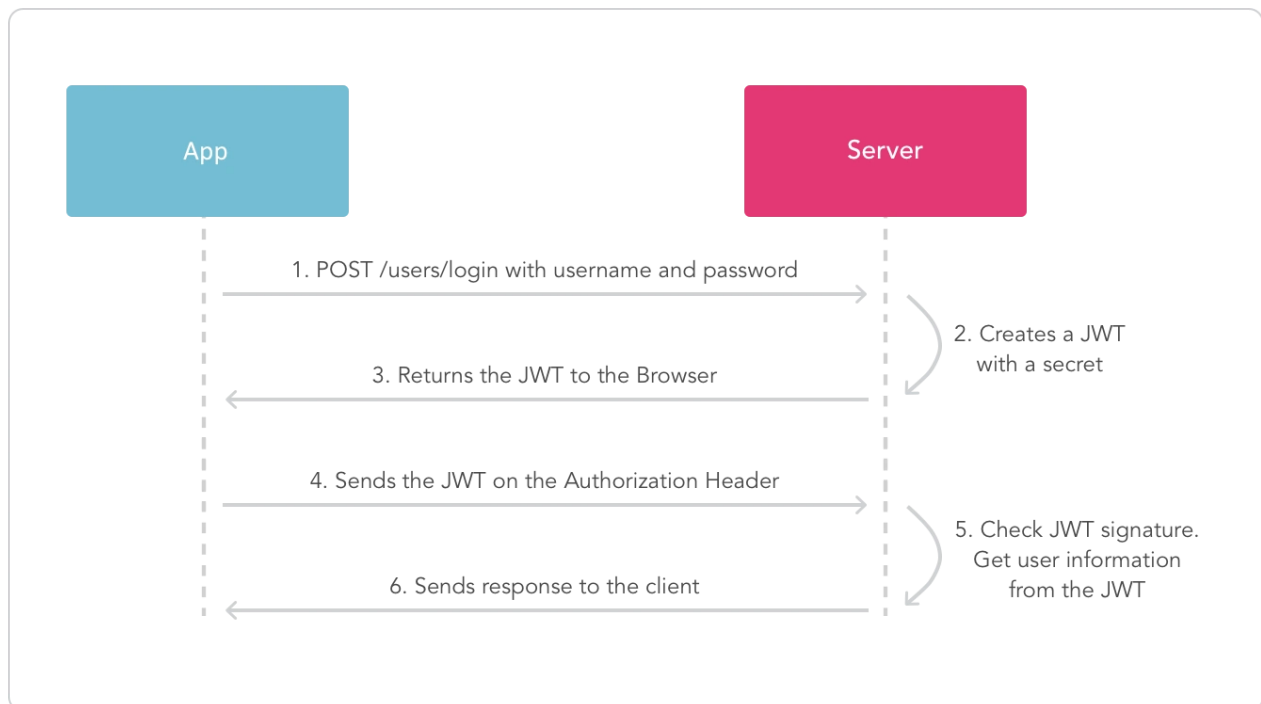 App
Server
1. POST /users/login with username and password
2. Creates a JWT
with a secret
3. Returns the JWT to the Browser
4. Sends the JWT on the Authorization Header
5. Check JWT signature.
Get user information
from the JWT
6. Sends response to the client